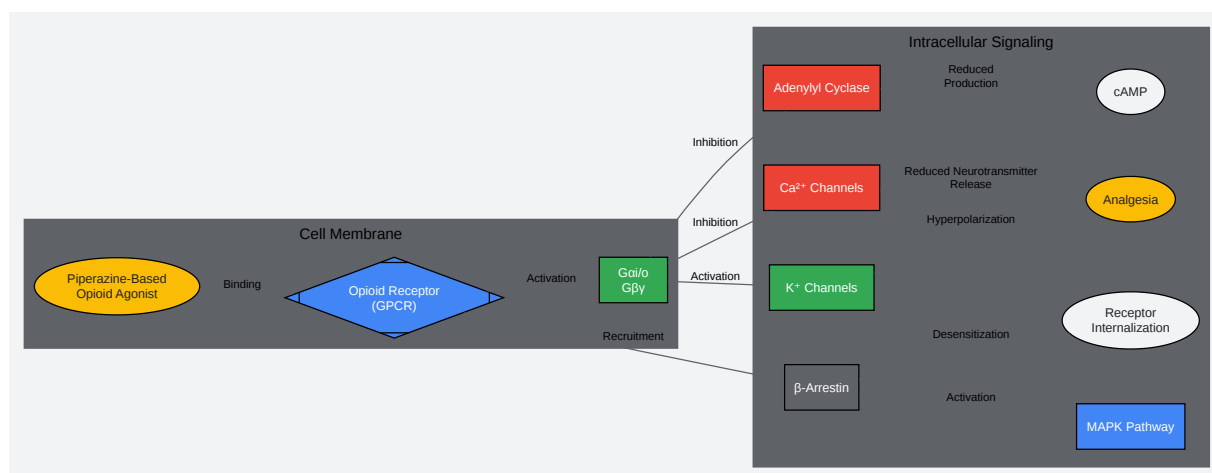 Intracellular Signaling
Adenylyl Cyclase
Reduced
Production
cAMP
Inhibition
Ca²⁺ Channels
Reduced Neurotransmitter
Release
Analgesia
Hyperpolarization
Inhibition
Cell Membrane
Piperazine-Based
Opioid Agonist
Binding
Opioid Receptor
(GPCR)
Activation
Gαi/o
Gβγ
Activation
K⁺ Channels
Receptor
Internalization
Recruitment
Desensitization
β-Arrestin
Activation
MAPK Pathway